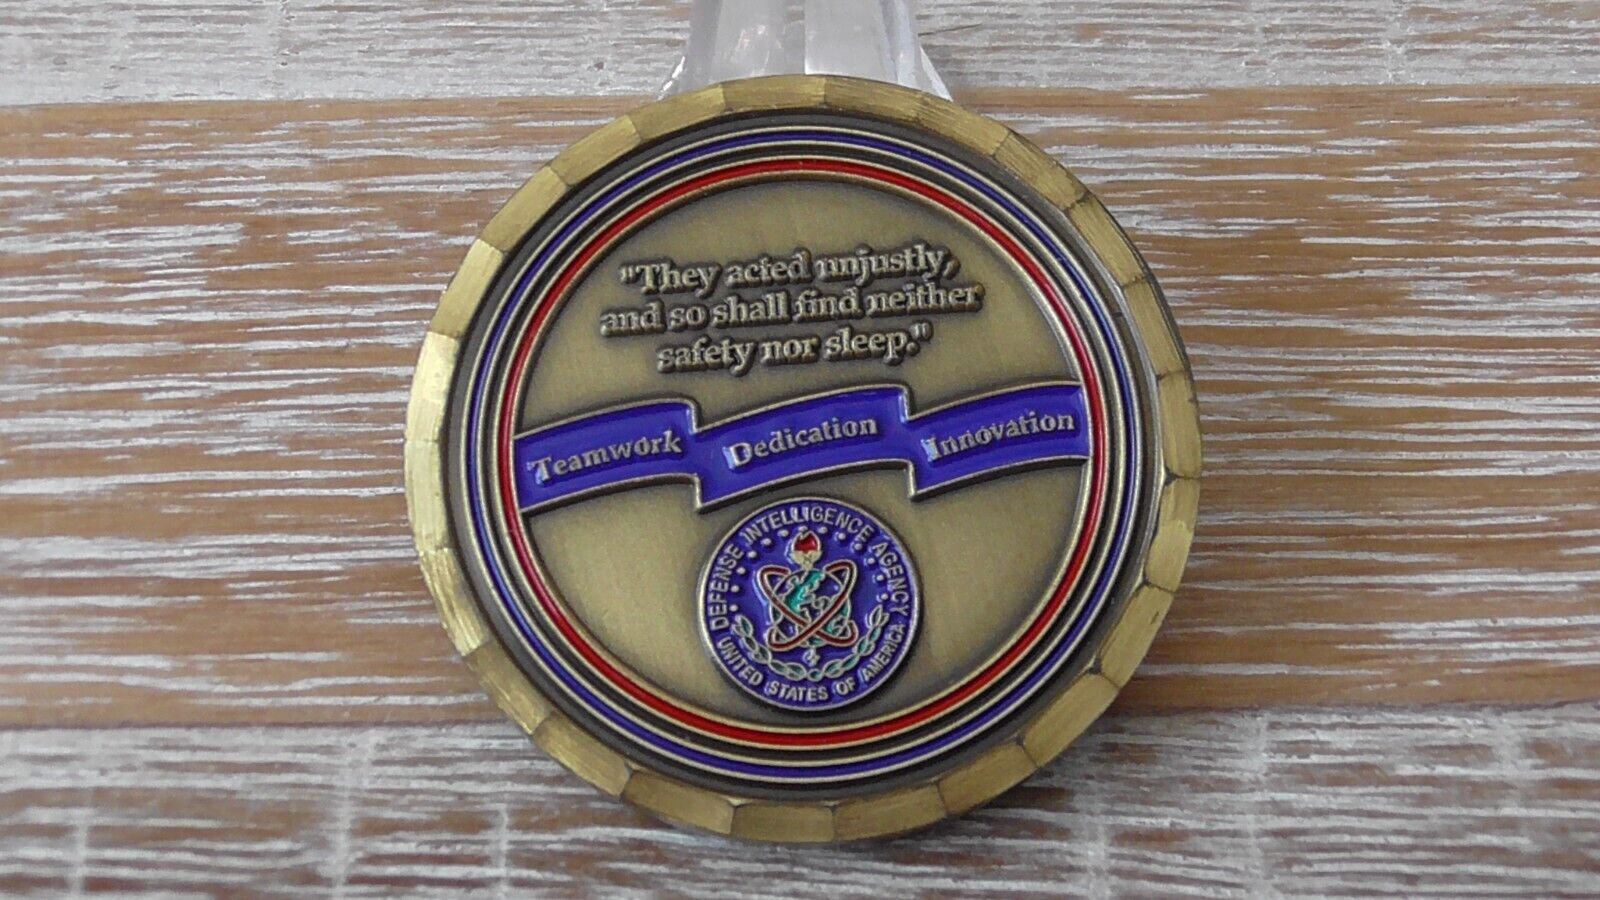 "They acted unjustly,
and so shall find neither
safety nor sleep."
Teamwork Dedication Innovation
DEFENSE INTELLIGENCE AGENCY
UNITED STATES OF AMERICA